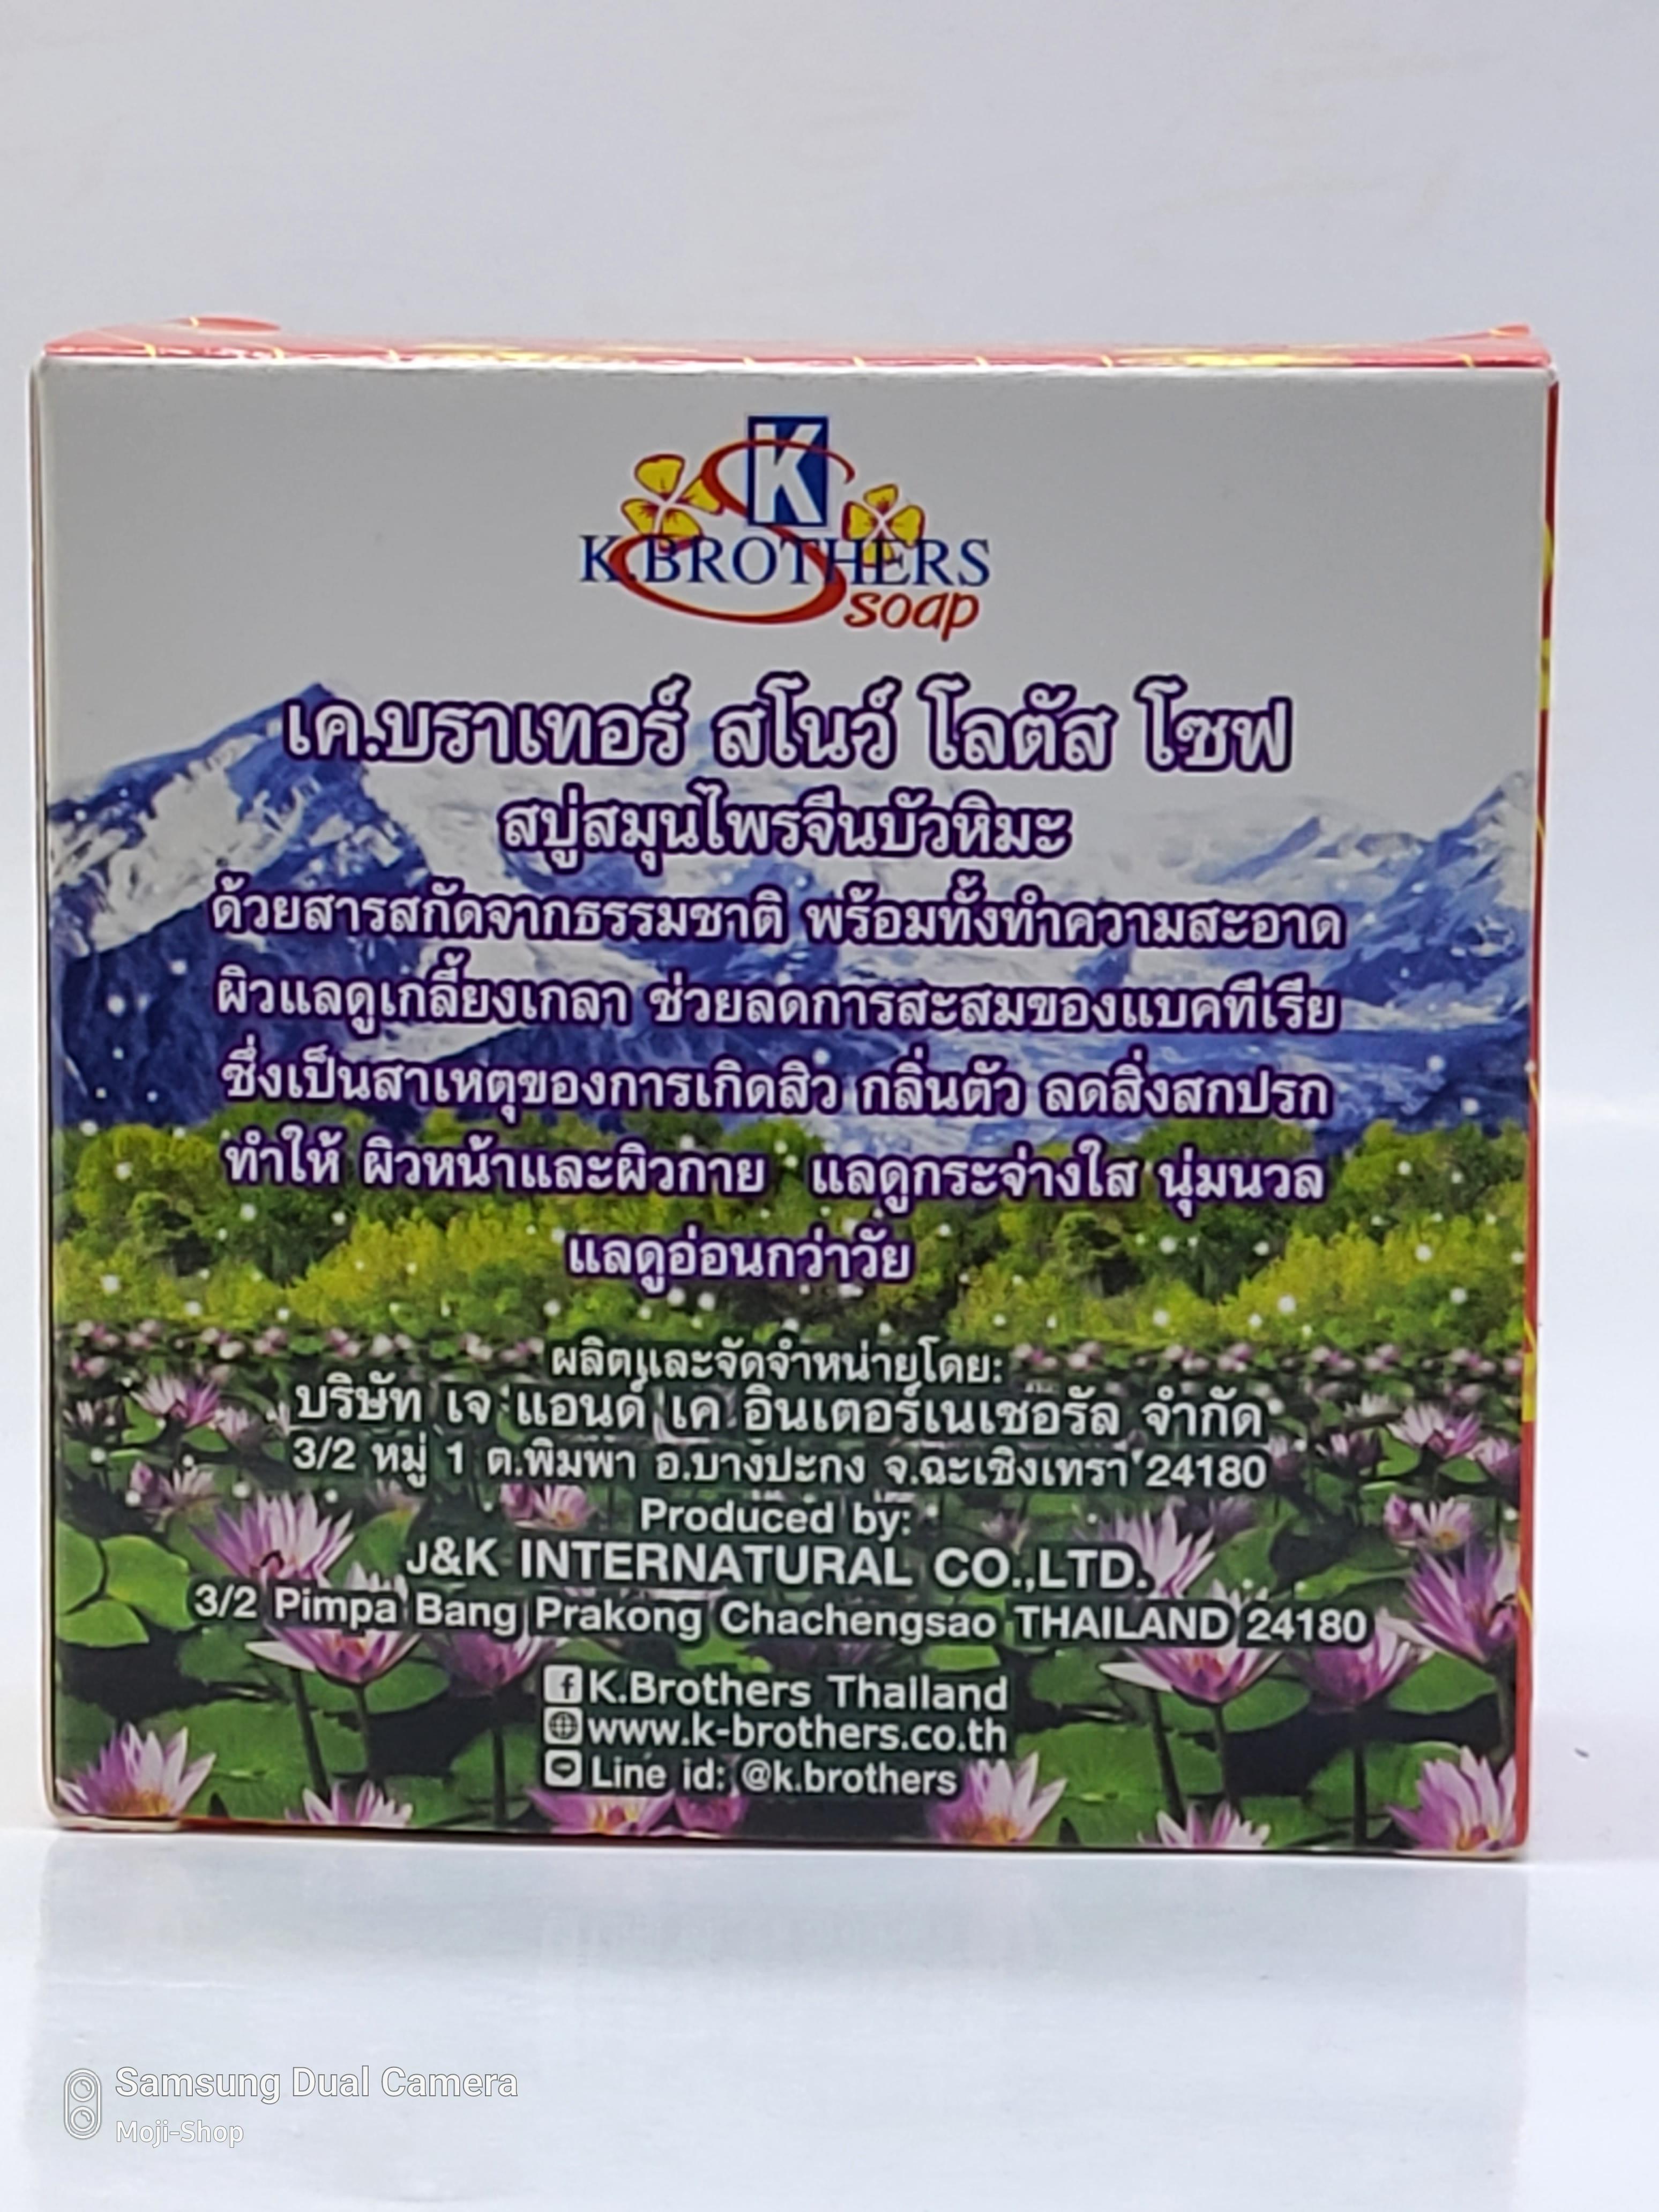 K
K.BROTHERS
soap
เค.บราเทอร์ สโนว์ โลตัส โซฟ
สบู่สมุนไพรจีนบัวหิมะ
ด้วยสารสกัดจากธรรมชาติ พร้อมทั้งทำความสะอาด
ผิวแลดูเกลี้ยงเกลา ช่วยลดการสะสมของแบคทีเรีย
ซึ่งเป็นสาเหตุของการเกิดสิว กลิ่นตัว ลดสิ่งสกปรก
ทำให้ ผิวหน้าและผิวกาย แลดูกระจ่างใส นุ่มนวล
แลดูอ่อนกว่าวัย
ผลิตและจัดจำหน่ายโดย:
บริษัท เจ แอนด์ เค อินเตอร์เนเชอรัล จำกัด
3/2 หมู่ 1 ต.พิมพา อ.บางปะกง จ.ฉะเชิงเทรา 24180
Produced by:
J&K INTERNATURAL CO.,LTD.
3/2 Pimpa Bang Prakong Chachengsao THAILAND 24180
K.Brothers Thailand
www.k-brothers.co.th
Line id: @k.brothers
Samsung Dual Camera
Moji-Shop